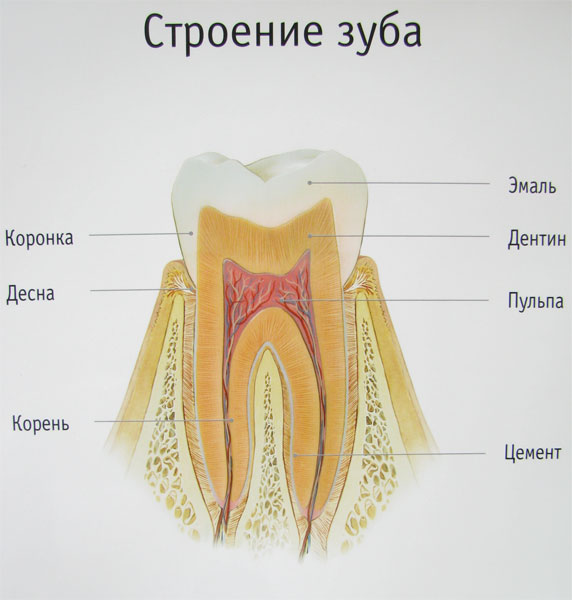 Строение зуба
Эмаль
Коронка
Дентин
Десна
Пульпа
Корень
Цемент